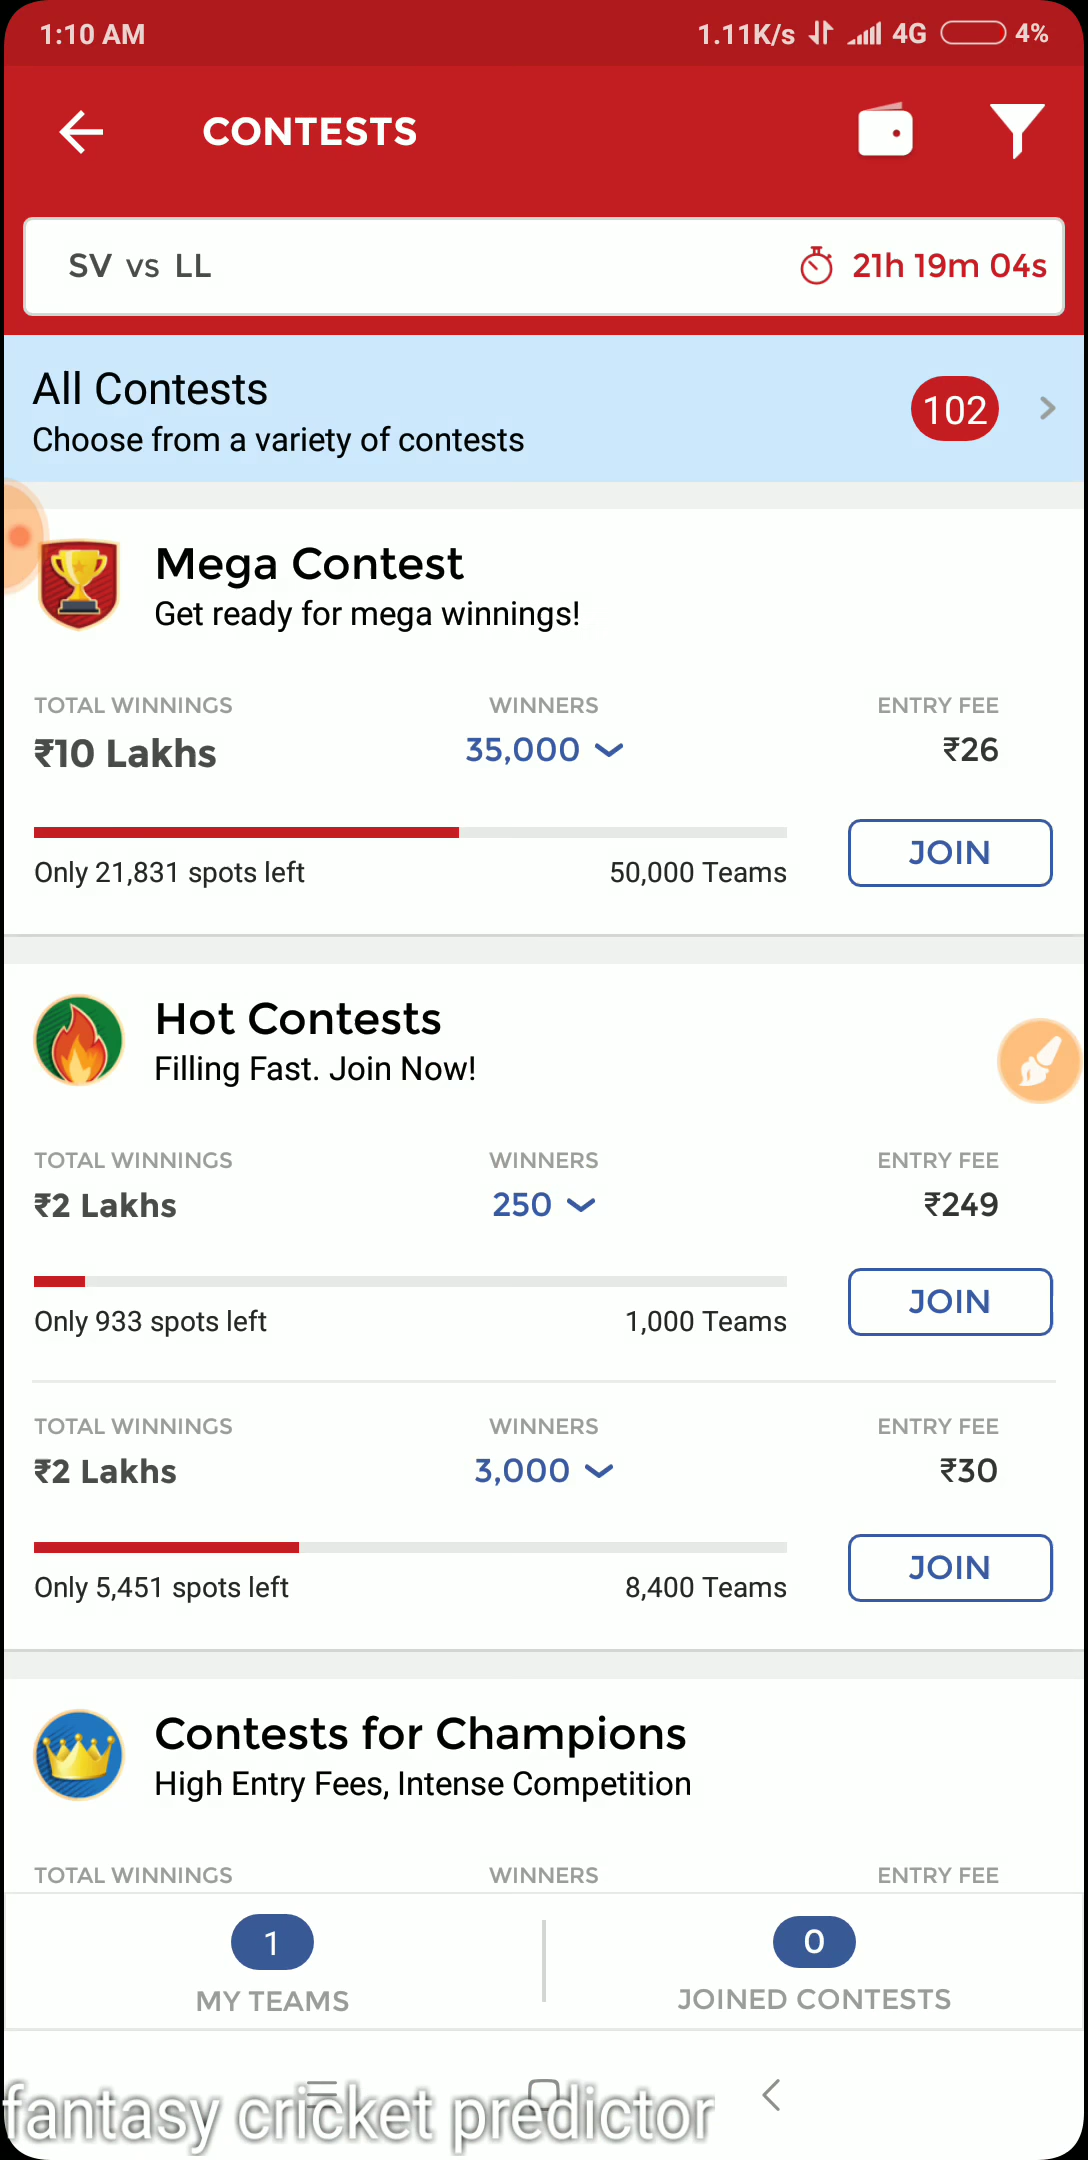 1:10 AM 1.11K/s 4G 4%
CONTESTS
SV vs LL 21h 19m 04s
All Contests 102
Choose from a variety of contests
Mega Contest
Get ready for mega winnings!
TOTAL WINNINGS WINNERS ENTRY FEE
₹10 Lakhs 35,000 ₹26
Only 21,831 spots left 50,000 Teams JOIN
Hot Contests
Filling Fast. Join Now!
TOTAL WINNINGS WINNERS ENTRY FEE
₹2 Lakhs 250 ₹249
Only 933 spots left 1,000 Teams JOIN
TOTAL WINNINGS WINNERS ENTRY FEE
₹2 Lakhs 3,000 ₹30
Only 5,451 spots left 8,400 Teams JOIN
Contests for Champions
High Entry Fees, Intense Competition
TOTAL WINNINGS WINNERS ENTRY FEE
1 0
MY TEAMS JOINED CONTESTS
fantasy cricket predictor